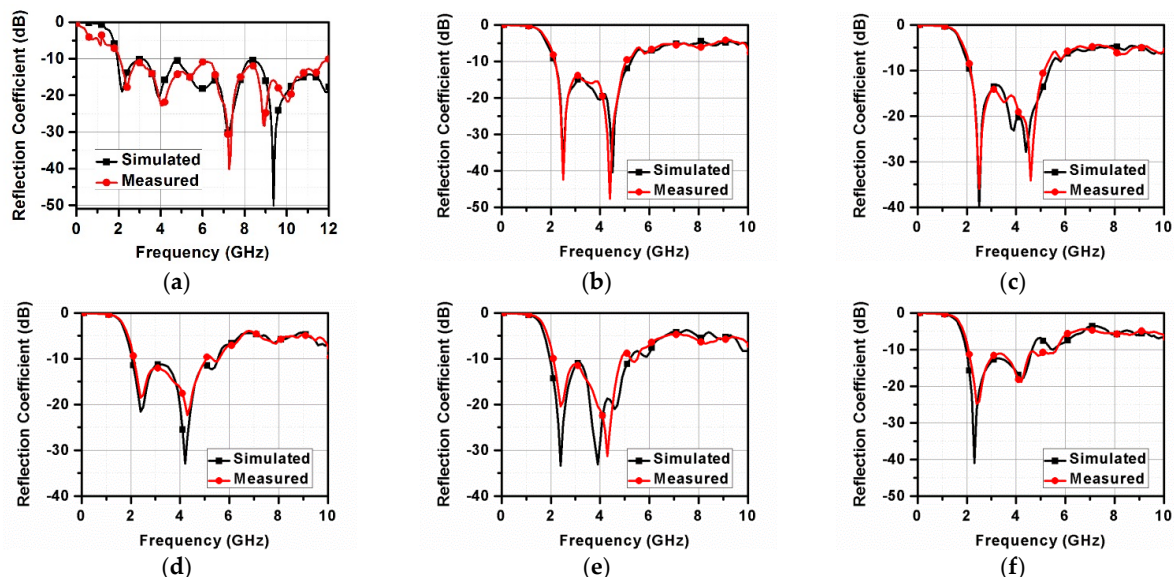 Reflection Coefficient (dB)
0
-10
-20
-30
-40
-50
Simulated
Measured
0 2 4 6 8 10 12
Frequency (GHz)
(a)
Reflection Coefficient (dB)
0
-10
-20
-30
-40
-50
Simulated
Measured
0 2 4 6 8 10
Frequency (GHz)
(b)
Reflection Coefficient (dB)
0
-10
-20
-30
-40
Simulated
Measured
0 2 4 6 8 10
Frequency (GHz)
(c)
Reflection Coefficient (dB)
0
-10
-20
-30
-40
Simulated
Measured
0 2 4 6 8 10
Frequency (GHz)
(d)
Reflection Coefficient (dB)
0
-10
-20
-30
-40
Simulated
Measured
0 2 4 6 8 10
Frequency (GHz)
(e)
Reflection Coefficient (dB)
0
-10
-20
-30
-40
-50
Simulated
Measured
0 2 4 6 8 10
Frequency (GHz)
(f)